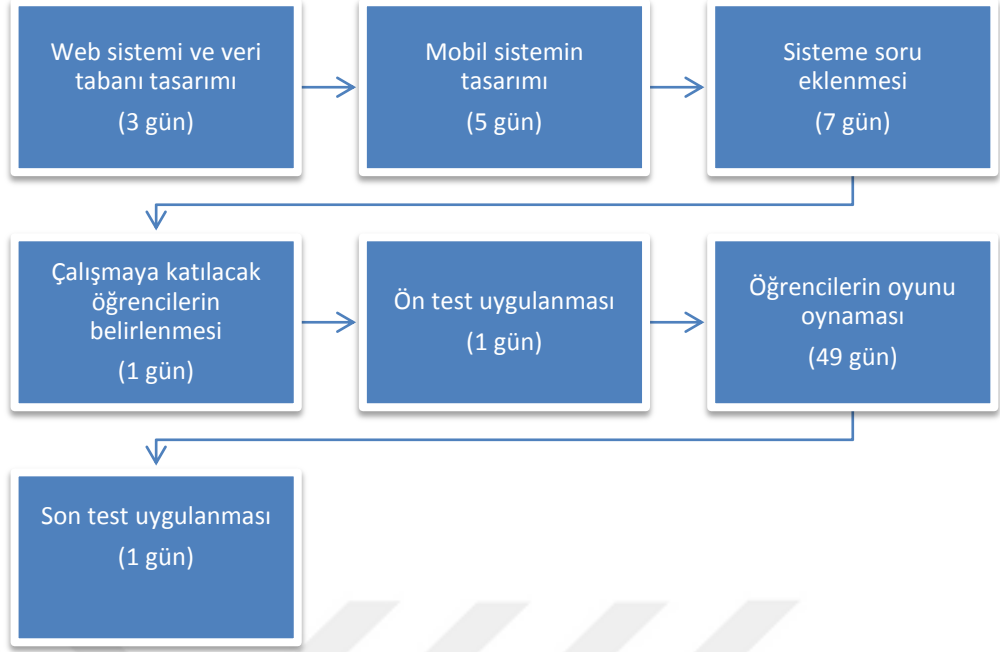 Web sistemi ve veri
tabanı tasarımı
(3 gün)
Mobil sistemin
tasarımı
(5 gün)
Sisteme soru
eklenmesi
(7 gün)
Çalışmaya katılacak
öğrencilerin
belirlenmesi
(1 gün)
Ön test uygulanması
(1 gün)
Öğrencilerin oyunu
oynaması
(49 gün)
Son test uygulanması
(1 gün)